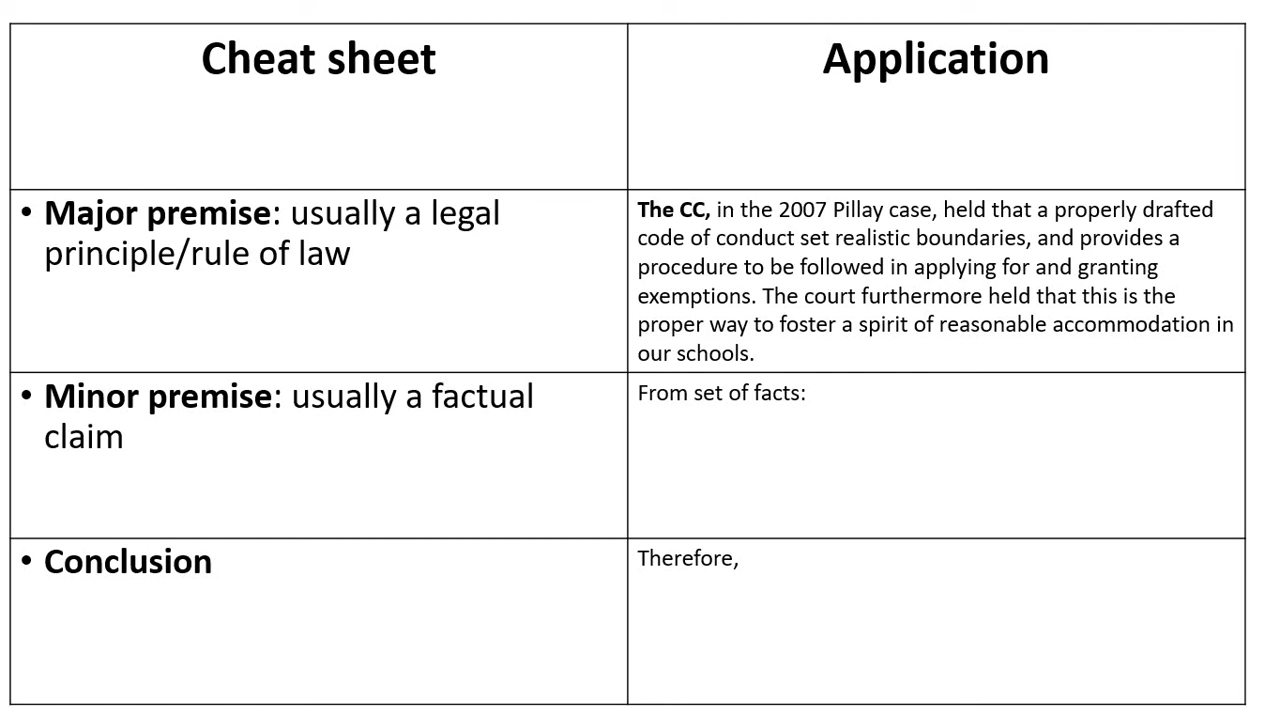 Cheat sheet
Application
• Major premise: usually a legal
principle/rule of law
The CC, in the 2007 Pillay case, held that a properly drafted
code of conduct set realistic boundaries, and provides a
procedure to be followed in applying for and granting
exemptions. The court furthermore held that this is the
proper way to foster a spirit of reasonable accommodation in
our schools.
• Minor premise: usually a factual
claim
From set of facts:
• Conclusion
Therefore,